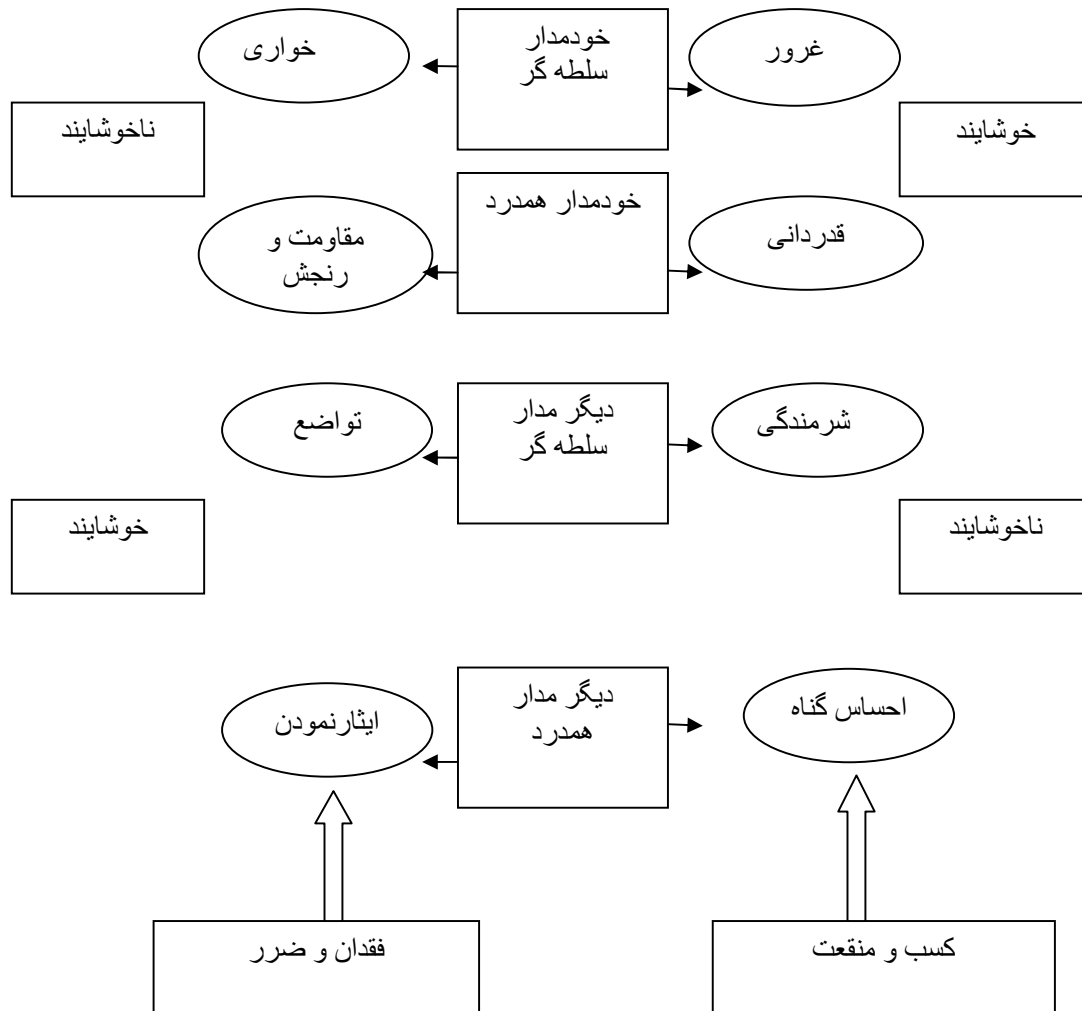 غرور
خودمدار
سلطه گر
خواری
خوشایند
ناخوشایند
قدردانی
خودمدار همدرد
مقاومت و
رنجش
شرمندگی
دیگر مدار
سلطه گر
تواضع
ناخوشایند
خوشایند
احساس گناه
دیگر مدار
همدرد
ایثارنمودن
کسب و منقعت
فقدان و ضرر